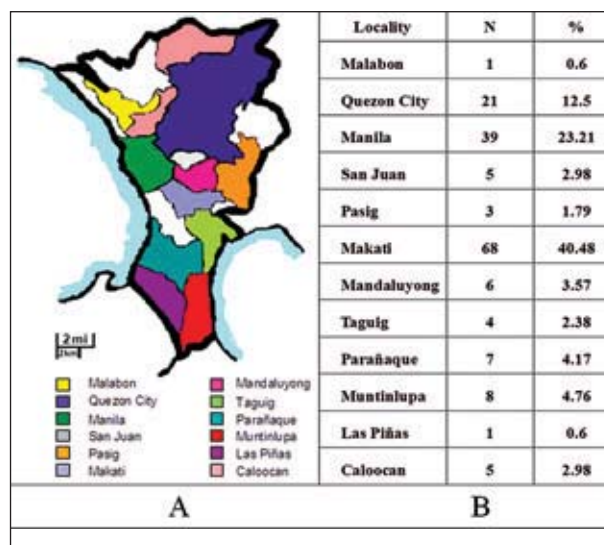 2mi
2km
Malabon
Quezon City
Manila
San Juan
Pasig
Makati
Mandaluyong
Taguig
Parañaque
Muntinlupa
Las Piñas
Caloocan
A
Locality N %
Malabon 1 0.6
Quezon City 21 12.5
Manila 39 23.21
San Juan 5 2.98
Pasig 3 1.79
Makati 68 40.48
Mandaluyong 6 3.57
Taguig 4 2.38
Parañaque 7 4.17
Muntinlupa 8 4.76
Las Piñas 1 0.6
Caloocan 5 2.98
B